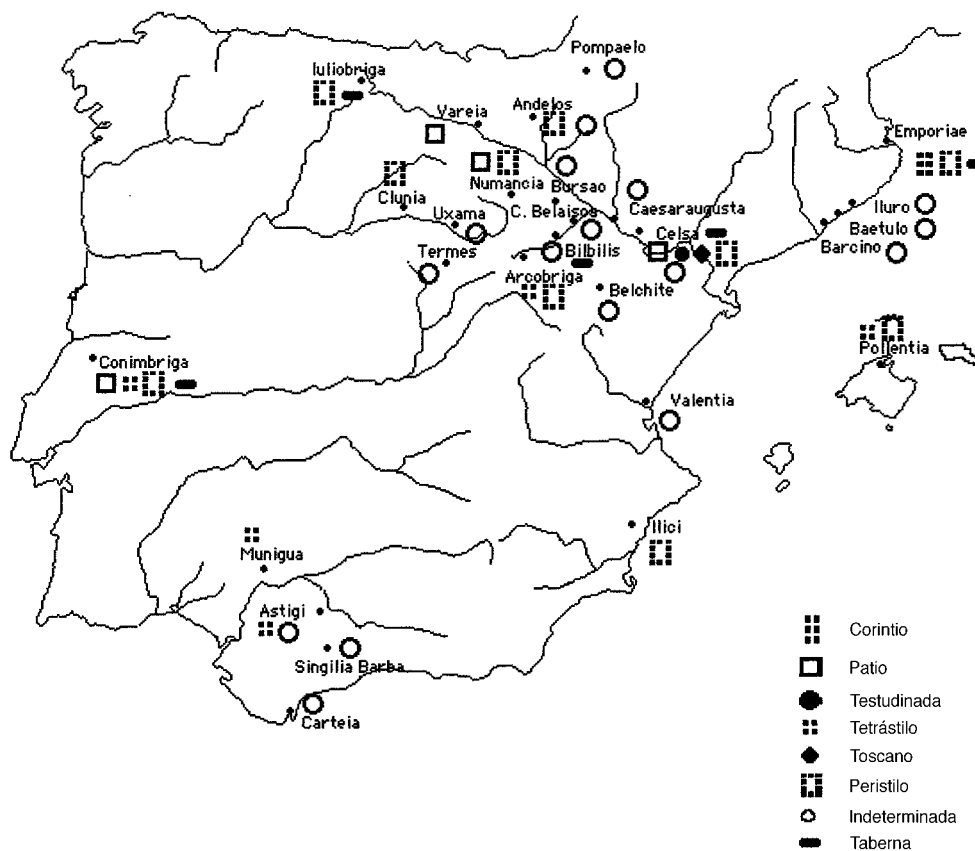 Pompaelo
Iuliobriga
Vareia
Andelos
Emporiae
Clunia
Numancia
Bursao
C. Belaisos
Caesaraugusta
Iluro
Uxama
Celsa
Baetulo
Termes
Bilbilis
Barcino
Arcobriga
Belchite
Pollentia
Conimbriga
Valentia
Ilici
Munigua
Astigi
Singilia Barba
Carteia
Corintio
Patio
Testudinada
Tetrástilo
Toscano
Peristilo
Indeterminada
Taberna